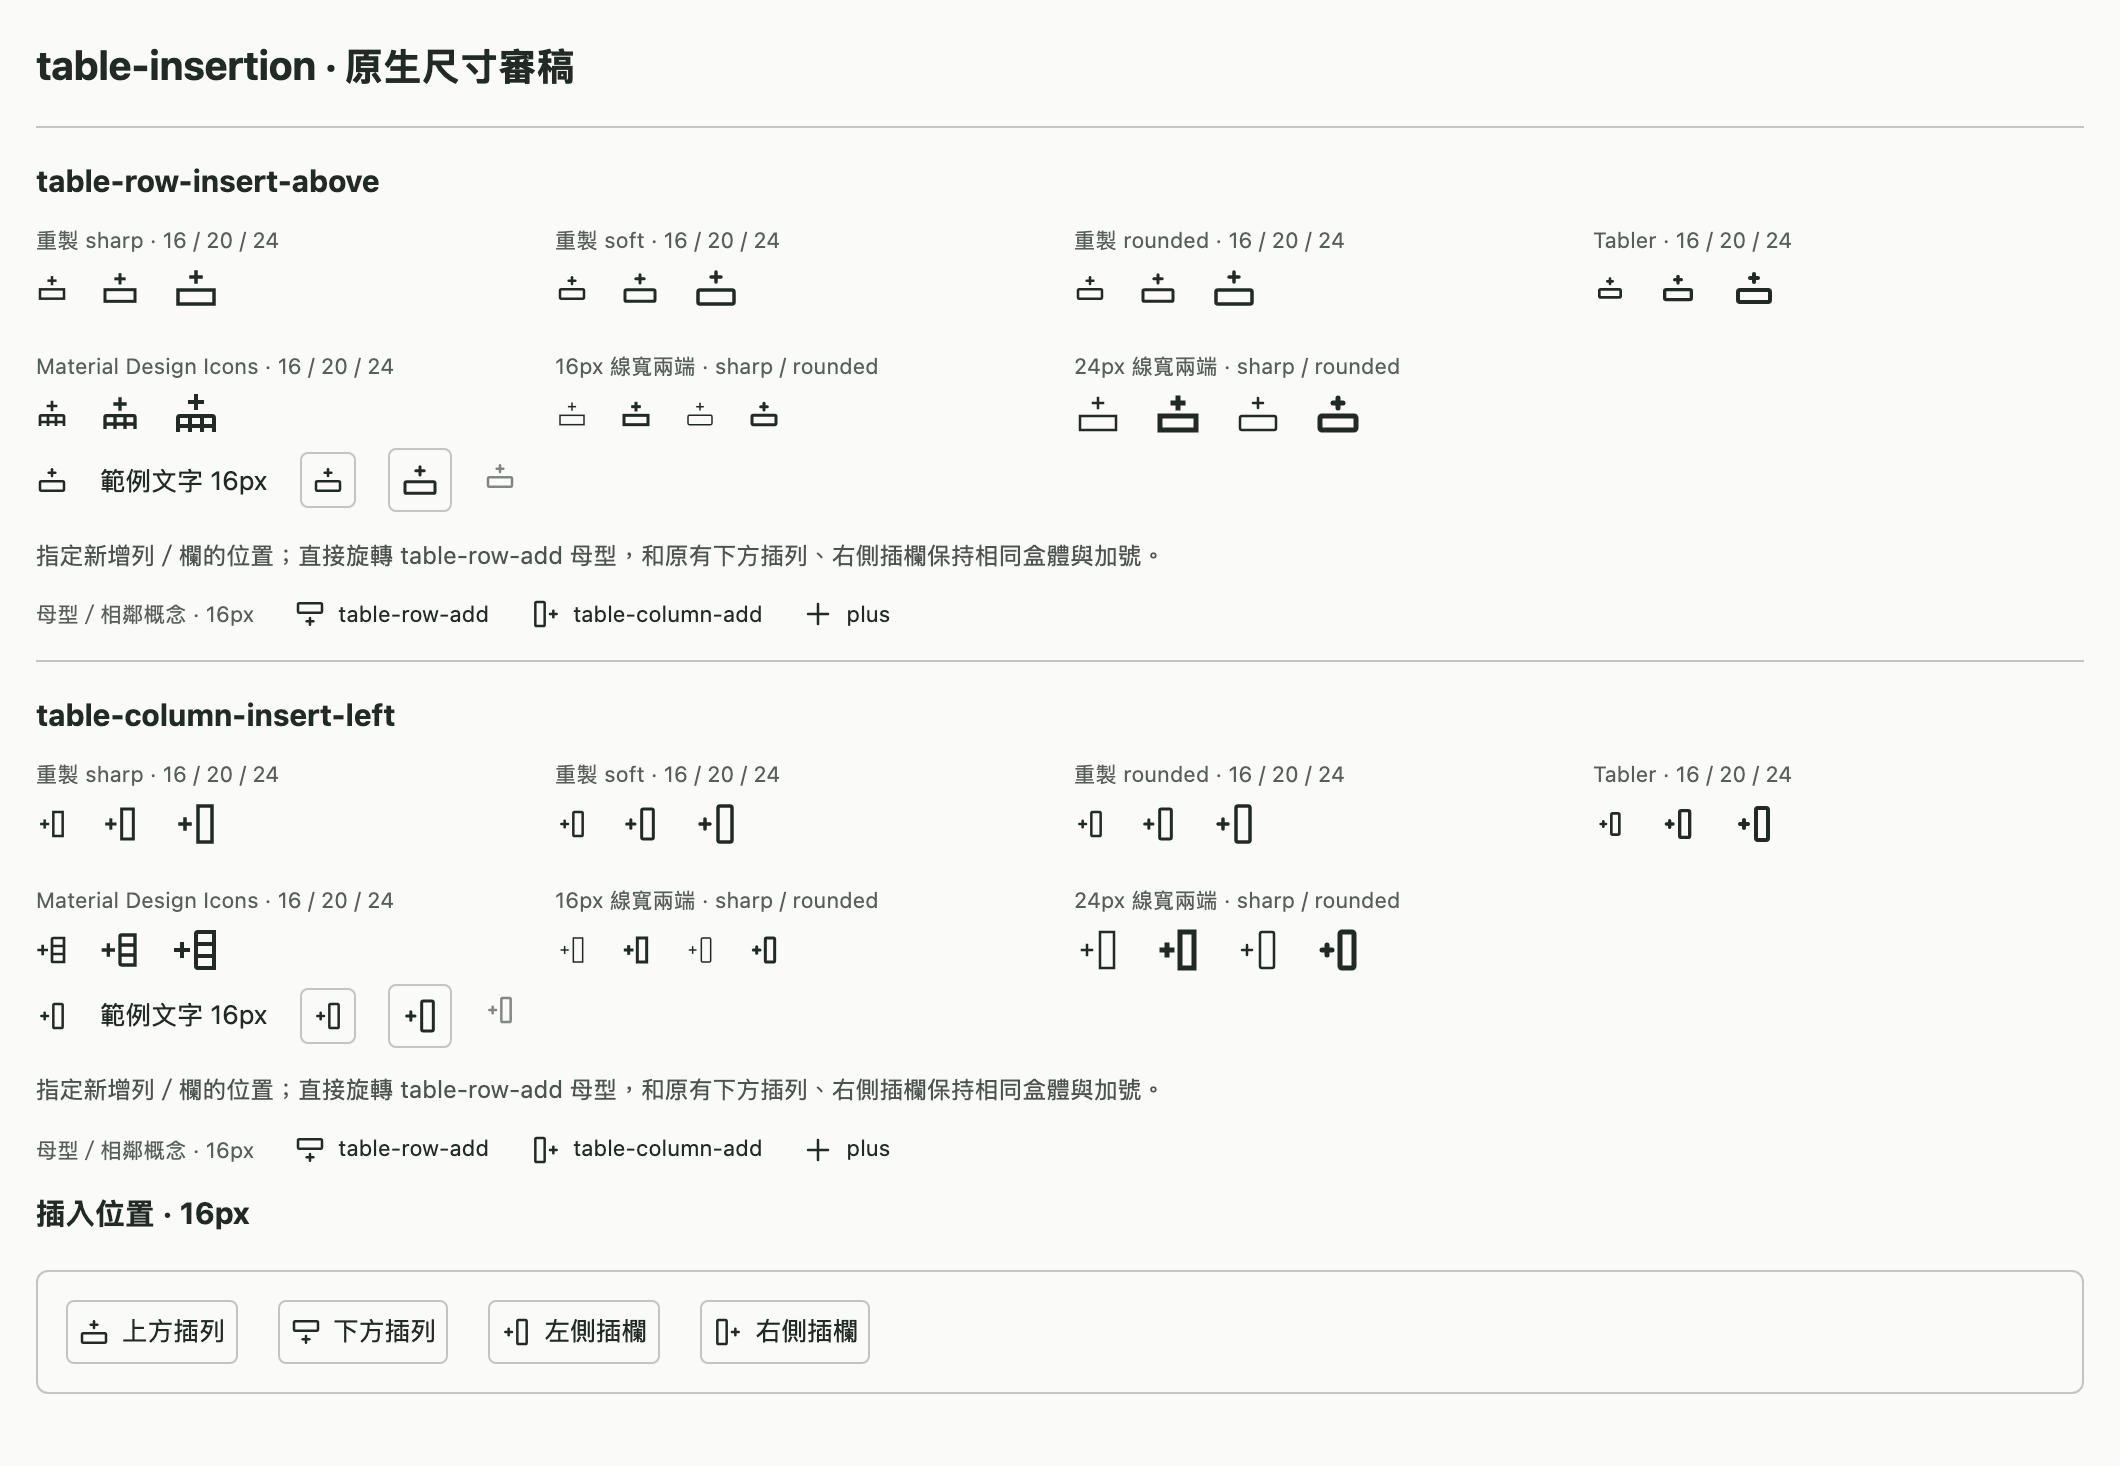 table-insertion · 原生尺寸審稿
table-row-insert-above
重製 sharp · 16 / 20 / 24
重製 soft · 16 / 20 / 24
重製 rounded · 16 / 20 / 24
Tabler · 16 / 20 / 24
Material Design Icons · 16 / 20 / 24
16px 線寬兩端 · sharp / rounded
24px 線寬兩端 · sharp / rounded
範例文字 16px
指定新增列 / 欄的位置；直接旋轉 table-row-add 母型，和原有下方插列、右側插欄保持相同盒體與加號。
母型 / 相鄰概念 · 16px table-row-add table-column-add plus
table-column-insert-left
重製 sharp · 16 / 20 / 24
重製 soft · 16 / 20 / 24
重製 rounded · 16 / 20 / 24
Tabler · 16 / 20 / 24
Material Design Icons · 16 / 20 / 24
16px 線寬兩端 · sharp / rounded
24px 線寬兩端 · sharp / rounded
範例文字 16px
指定新增列 / 欄的位置；直接旋轉 table-row-add 母型，和原有下方插列、右側插欄保持相同盒體與加號。
母型 / 相鄰概念 · 16px table-row-add table-column-add plus
插入位置 · 16px
上方插列 下方插列 左側插欄 右側插欄